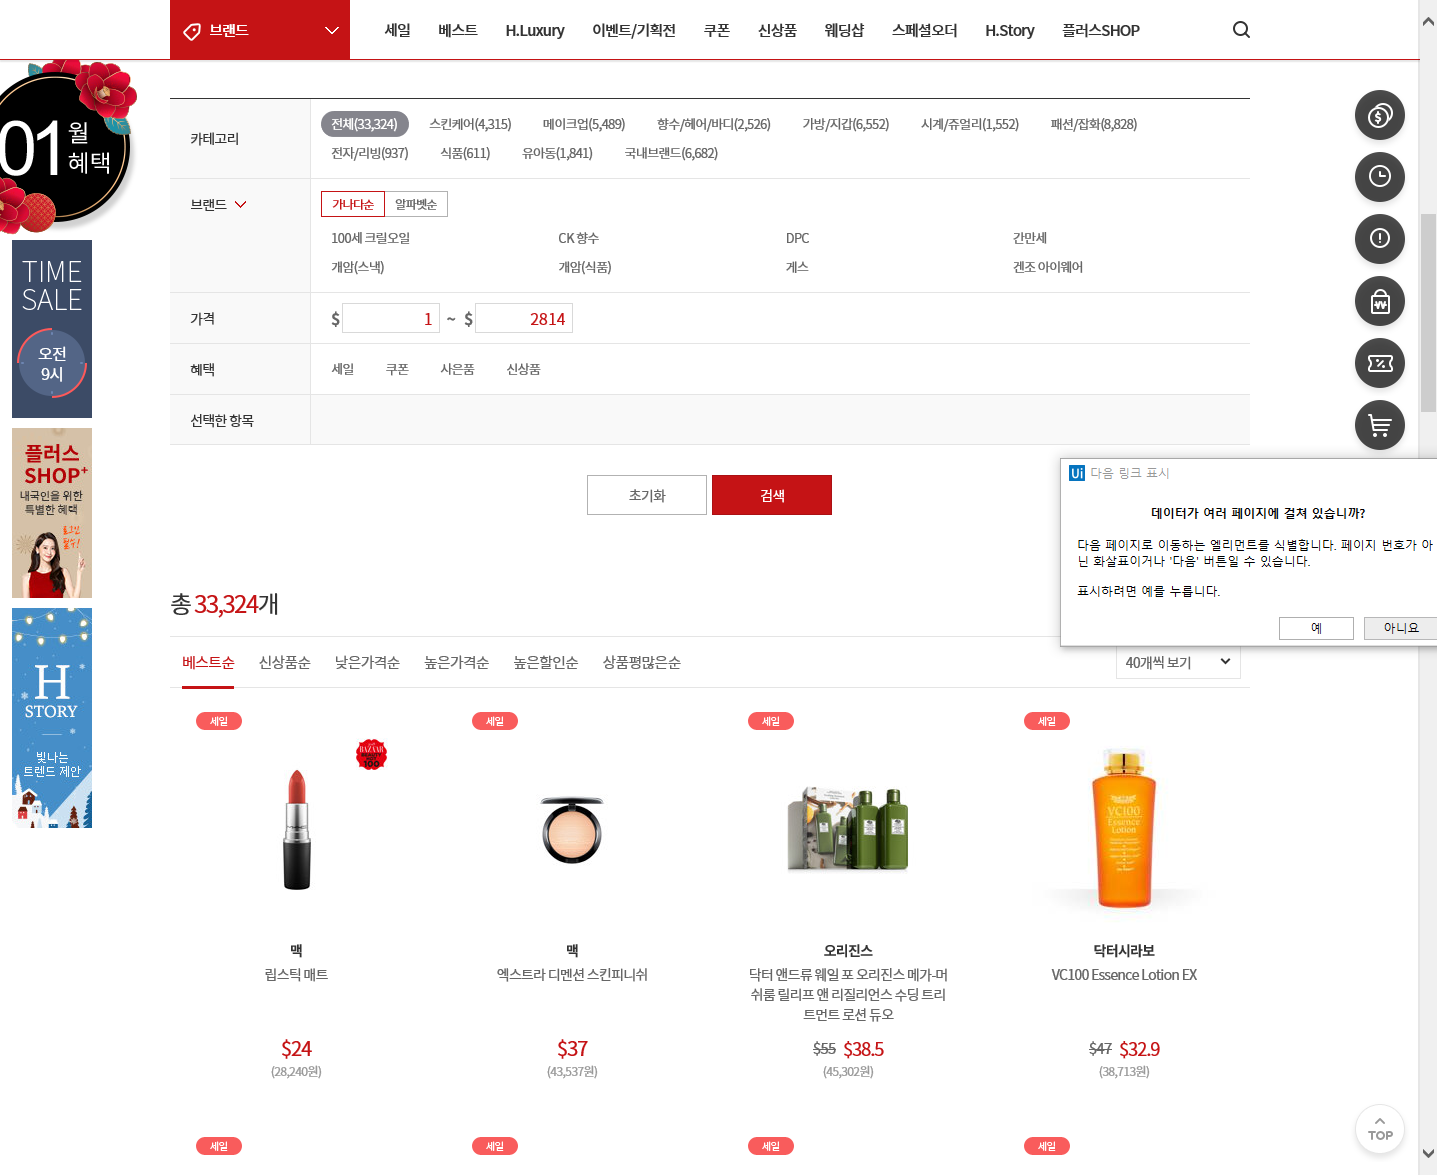 브랜드
세일 베스트 H.Luxury 이벤트/기획전 쿠폰 신상품 웨딩샵 스페셜오더 H.Story 플러스SHOP
01월
혜택
TIME
SALE
오전
9시
플러스
SHOP+
내국인을 위한
특별한 혜택
로그인
필수!
H
STORY
빛나는
트렌드 제안
카테고리
전체(33,324) 스킨케어(4,315) 메이크업(5,489) 향수/헤어/바디(2,526) 가방/지갑(6,552) 시계/쥬얼리(1,552) 패션/잡화(8,828)
전자/리빙(937) 식품(611) 유아동(1,841) 국내브랜드(6,682)
브랜드
가나다순 알파벳순
100세 크릴오일 CK 향수 DPC 간만세
개암(스낵) 개암(식품) 게스 겐조 아이웨어
가격
$ 1 ~ $ 2814
혜택
세일 쿠폰 사은품 신상품
선택한 항목
초기화 검색
Ui 다음 링크 표시
데이터가 여러 페이지에 걸쳐 있습니까?
다음 페이지로 이동하는 엘리먼트를 식별합니다. 페이지 번호가 아
닌 화살표이거나 '다음' 버튼일 수 있습니다.
표시하려면 예를 누릅니다.
예 아니요
총 33,324개
베스트순 신상품순 낮은가격순 높은가격순 높은할인순 상품평많은순
40개씩 보기
세일 세일 세일 세일
BAZAAR
100
VC100
Essence
Lotion
맥
립스틱 매트
$24
(28,240원)
맥
엑스트라 디멘션 스킨피니쉬
$37
(43,537원)
오리진스
닥터 앤드류 웨일 포 오리진스 메가-머
쉬룸 릴리프 앤 리질리언스 수딩 트리
트먼트 로션 듀오
$55 $38.5
(45,302원)
닥터시라보
VC100 Essence Lotion EX
$47 $32.9
(38,713원)
세일 세일 세일 세일
TOP